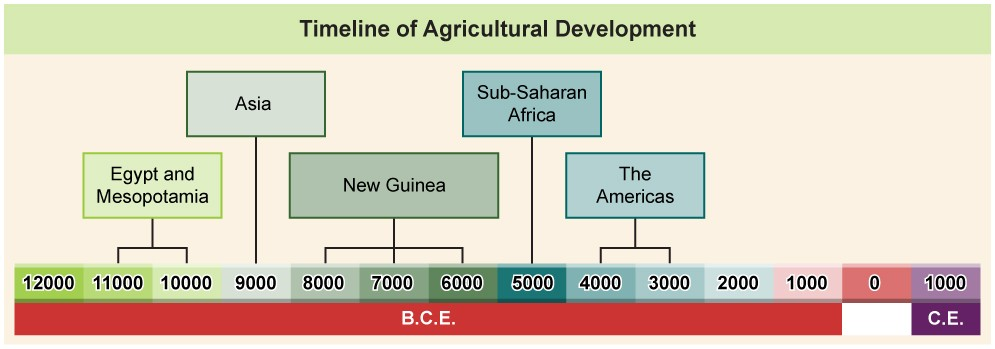 Timeline of Agricultural Development
Asia
Sub-Saharan
Africa
Egypt and
Mesopotamia
New Guinea
The
Americas
12000 11000 10000 9000 8000 7000 6000 5000 4000 3000 2000 1000 0 1000
B.C.E. C.E.